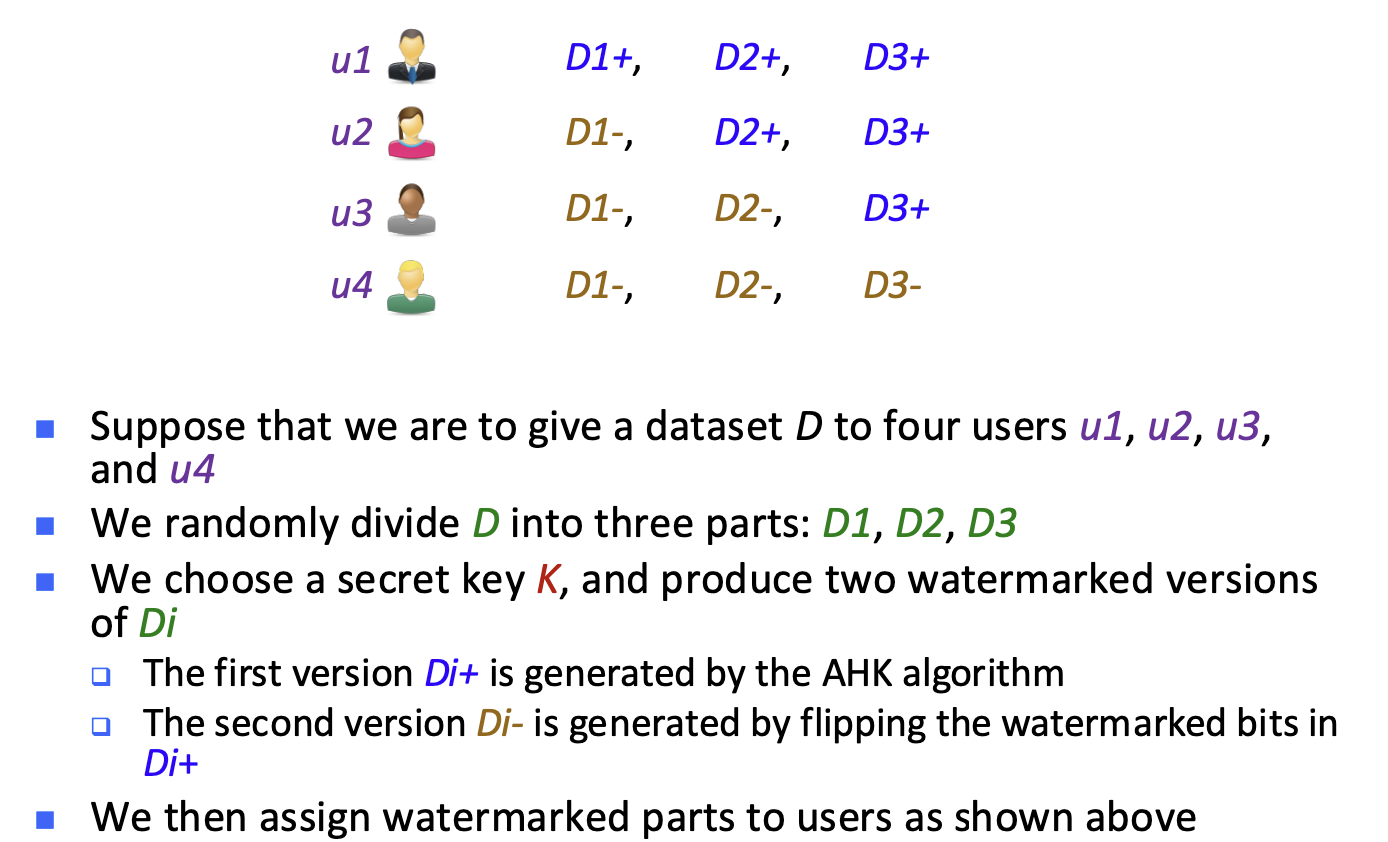 u1 D1+, D2+, D3+
u2 D1-, D2+, D3+
u3 D1-, D2-, D3+
u4 D1-, D2-, D3-
Suppose that we are to give a dataset D to four users u1, u2, u3,
and u4
We randomly divide D into three parts: D1, D2, D3
We choose a secret key K, and produce two watermarked versions
of Di
The first version Di+ is generated by the AHK algorithm
The second version Di- is generated by flipping the watermarked bits in
Di+
We then assign watermarked parts to users as shown above